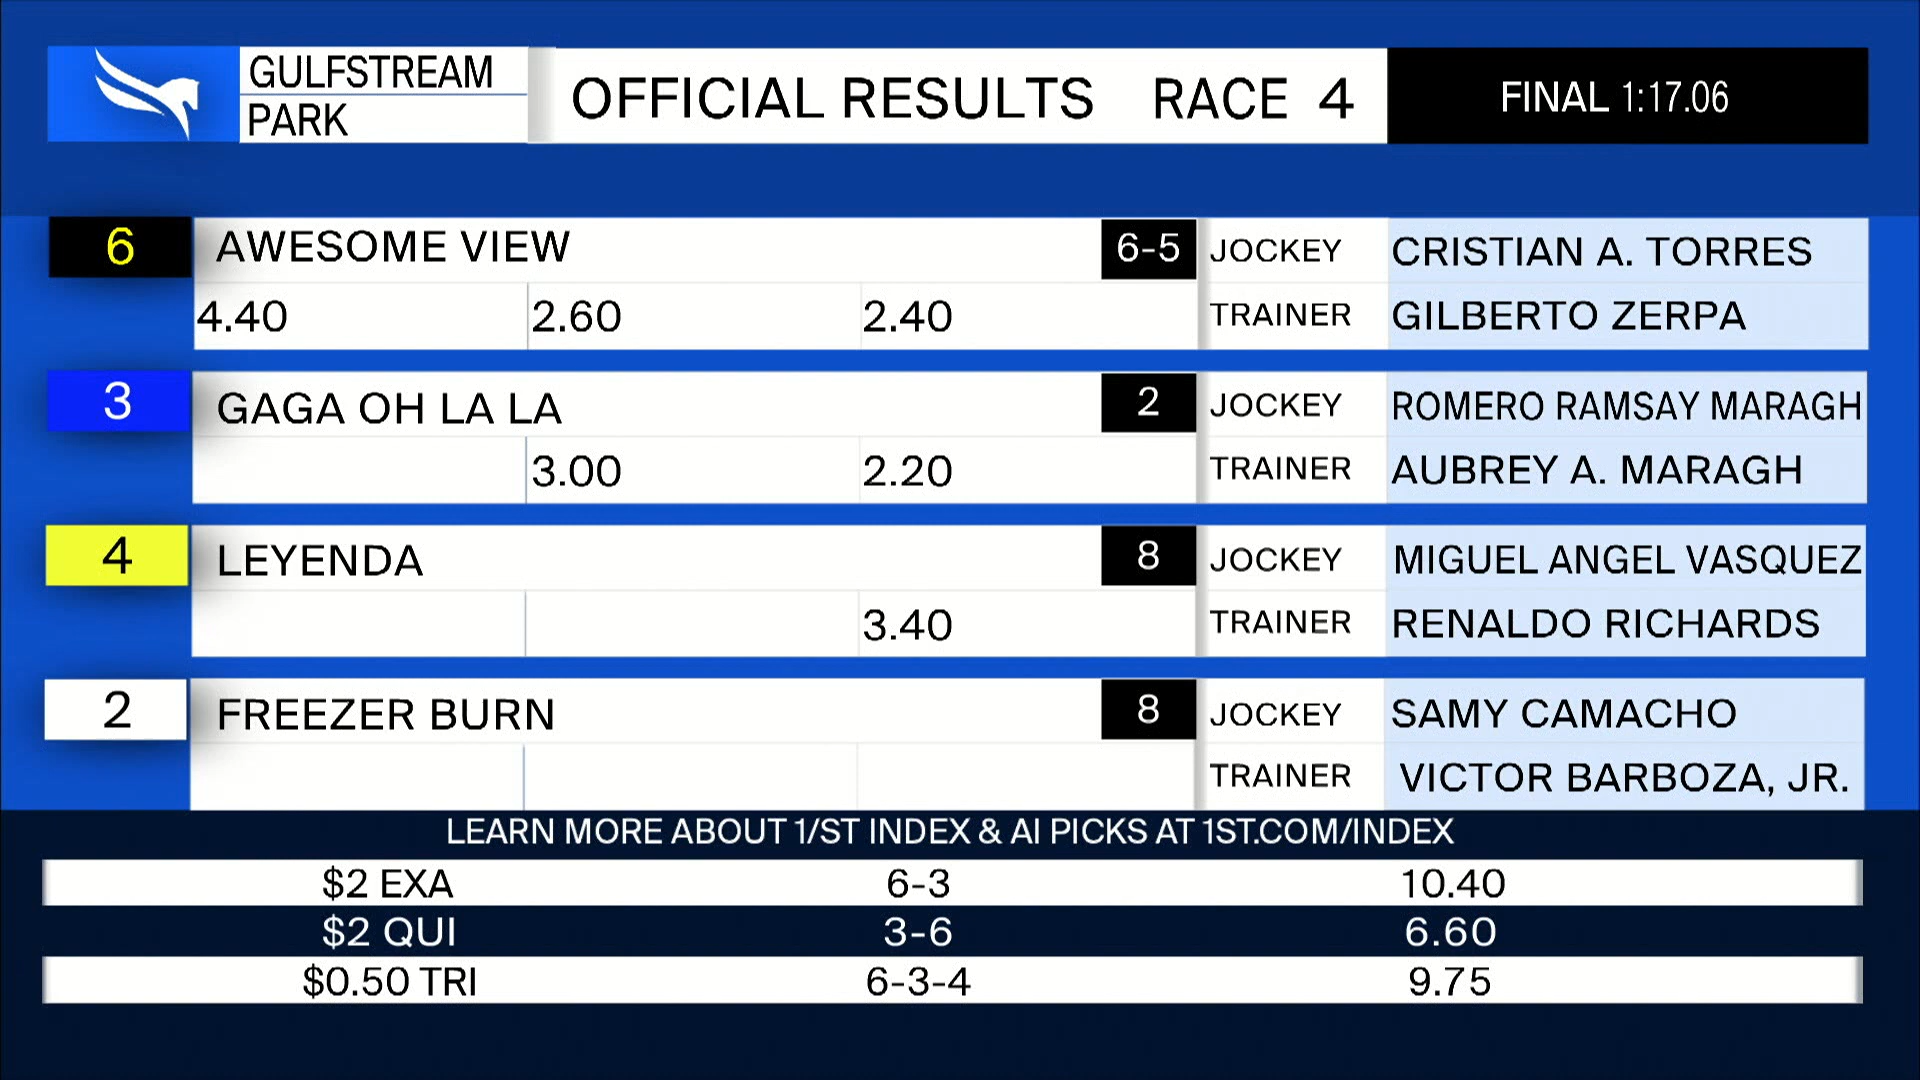 GULFSTREAM
PARK
OFFICIAL RESULTS RACE 4
FINAL 1:17.06
6 AWESOME VIEW 6-5 JOCKEY CRISTIAN A. TORRES
4.40 2.60 2.40 TRAINER GILBERTO ZERPA
3 GAGA OH LA LA 2 JOCKEY ROMERO RAMSAY MARAGH
3.00 2.20 TRAINER AUBREY A. MARAGH
4 LEYENDA 8 JOCKEY MIGUEL ANGEL VASQUEZ
3.40 TRAINER RENALDO RICHARDS
2 FREEZER BURN 8 JOCKEY SAMY CAMACHO
TRAINER VICTOR BARBOZA, JR.
LEARN MORE ABOUT 1/ST INDEX & AI PICKS AT 1ST.COM/INDEX
$2 EXA 6-3 10.40
$2 QUI 3-6 6.60
$0.50 TRI 6-3-4 9.75